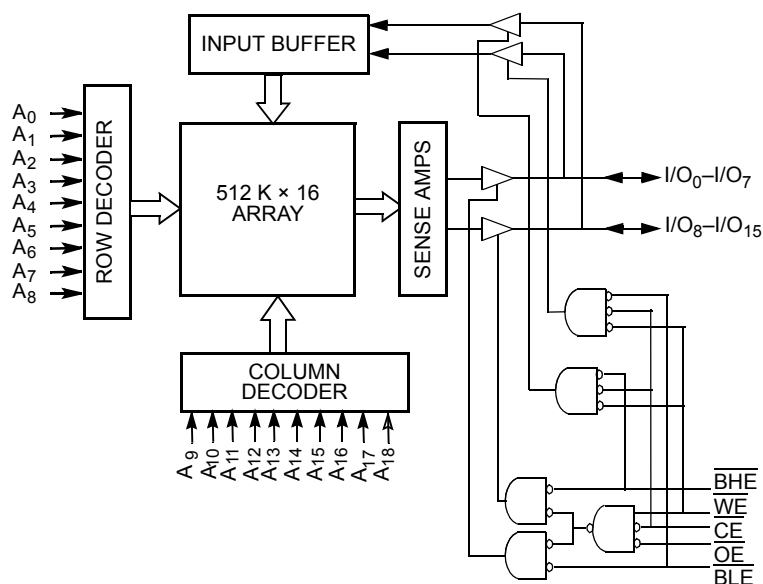 INPUT BUFFER
A0
A1
A2
A3
A4
A5
A6
A7
A8
ROW DECODER
512 K × 16
ARRAY
SENSE AMPS
I/O0–I/O7
I/O8–I/O15
COLUMN
DECODER
A9
A10
A11
A12
A13
A14
A15
A16
A17
A18
BHE
WE
CE
OE
BLE